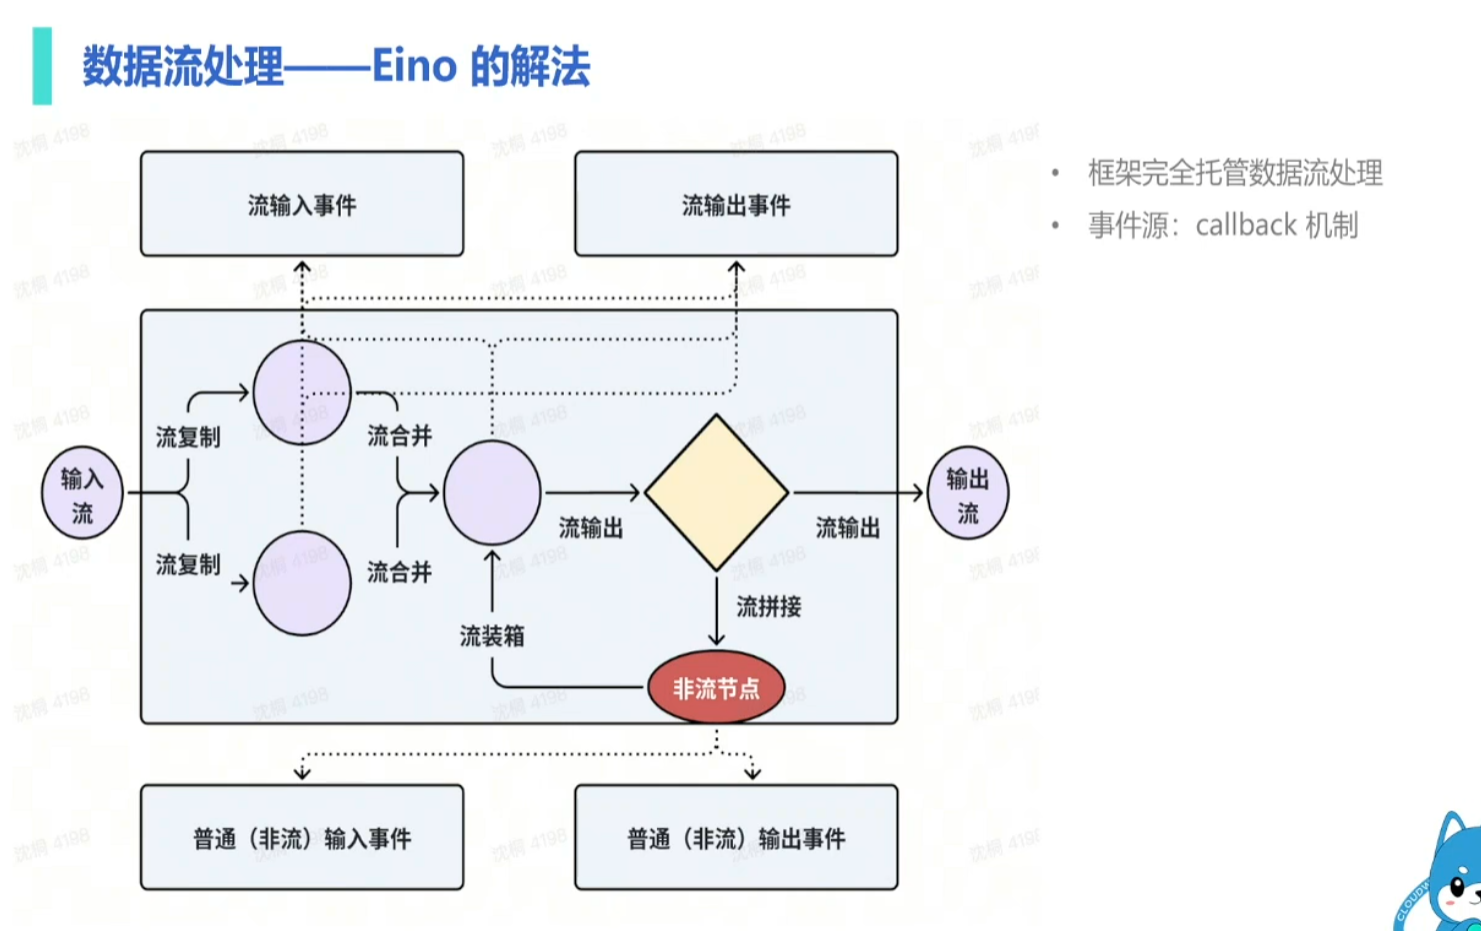 数据流处理——Eino 的解法
流输入事件
流输出事件
• 框架完全托管数据流处理
• 事件源：callback 机制
流复制
流合并
输入
流
流输出
流输出
输出
流
流复制
流合并
流拼接
流装箱
非流节点
普通（非流）输入事件
普通（非流）输出事件
沈桐 4198